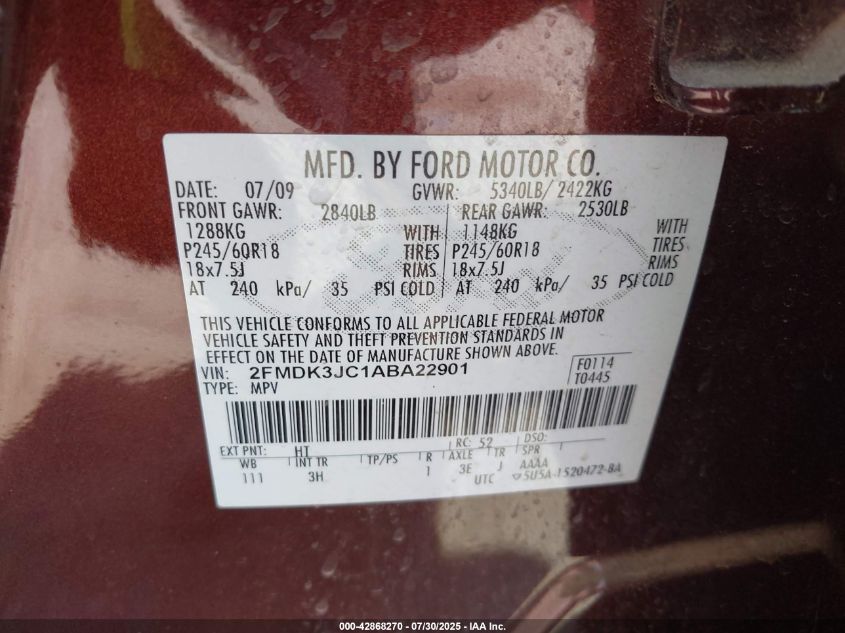 MFD. BY FORD MOTOR CO.
DATE: 07/09 GVWR: 5340LB/ 2422KG
FRONT GAWR: 2840LB REAR GAWR: 2530LB
1288KG WITH 1148KG WITH
P245/60R18 TIRES P245/60R18 TIRES
18x7.5J RIMS 18x7.5J RIMS
AT 240 kPa/ 35 PSI COLD AT 240 kPa/ 35 PSI COLD
THIS VEHICLE CONFORMS TO ALL APPLICABLE FEDERAL MOTOR
VEHICLE SAFETY AND THEFT PREVENTION STANDARDS IN
EFFECT ON THE DATE OF MANUFACTURE SHOWN ABOVE.
VIN: 2FMDK3JC1ABA22901 F0114
TYPE: MPV T0445
EXT PNT: HT RC: 52 DSO:
WB INT TR TP/PS R AXLE TR SPR
111 3H 1 3E J AAAA
UTC 5U5A-1520472-BA
000-42868270 - 07/30/2025 - IAA Inc.